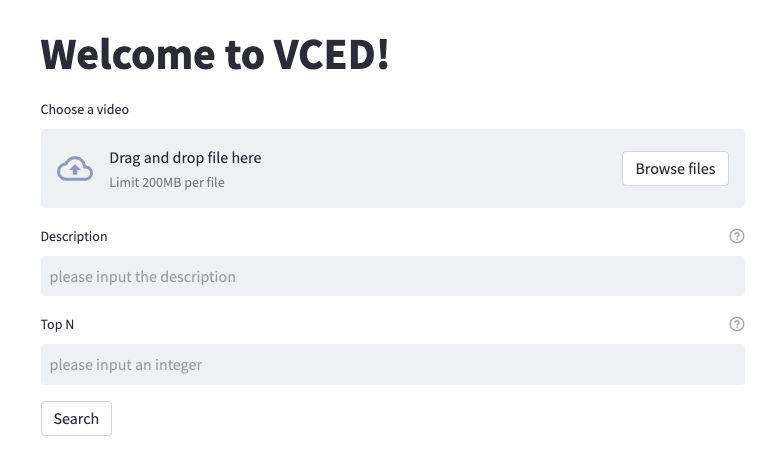 Welcome to VCED!
Choose a video
Drag and drop file here
Limit 200MB per file
Browse files
Description
please input the description
Top N
please input an integer
Search